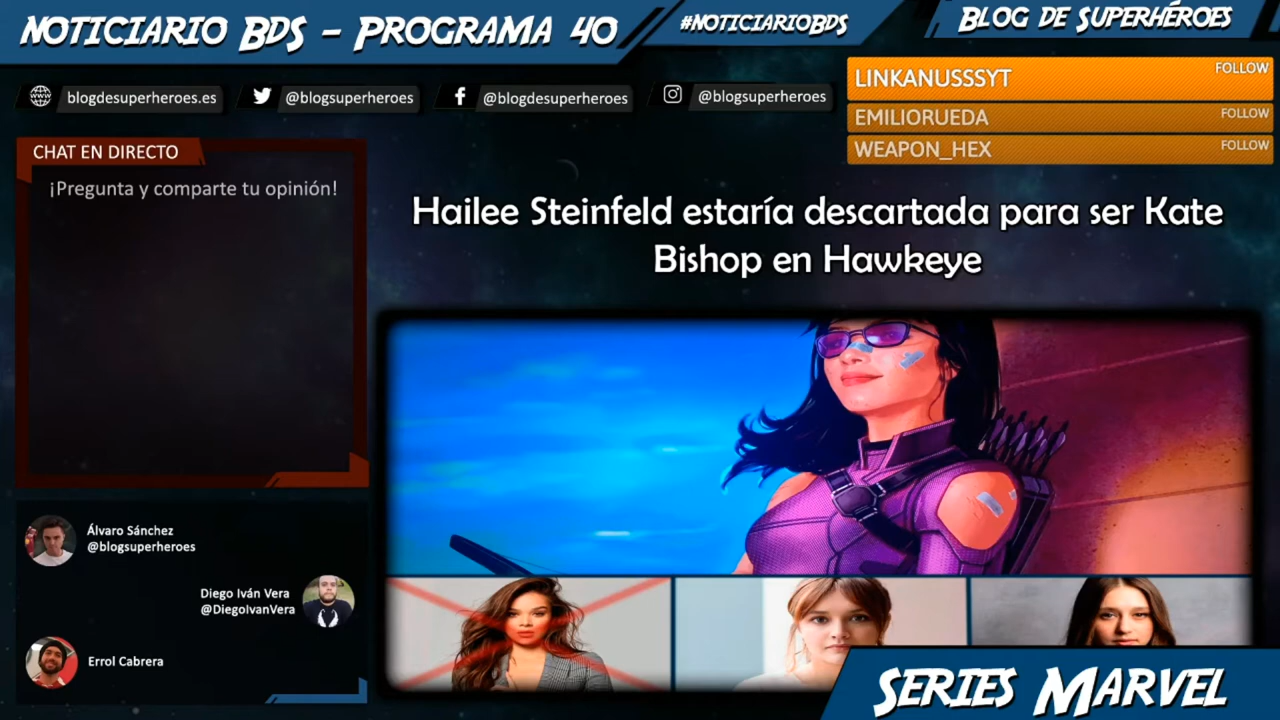 NOTICIARIO BDS - PROGRAMA 40
#NOTICIARIOBDS
BLOG DE SUPERHÉROES
blogdesuperheroes.es
@blogsuperheroes
@blogdesuperheroes
@blogsuperheroes
LINKANUSSSYT
FOLLOW
EMILIORUEDA
FOLLOW
WEAPON_HEX
FOLLOW
CHAT EN DIRECTO
¡Pregunta y comparte tu opinión!
Hailee Steinfeld estaría descartada para ser Kate
Bishop en Hawkeye
Álvaro Sánchez
@blogsuperheroes
Diego Iván Vera
@DiegoIvanVera
Errol Cabrera
SERIES MARVEL